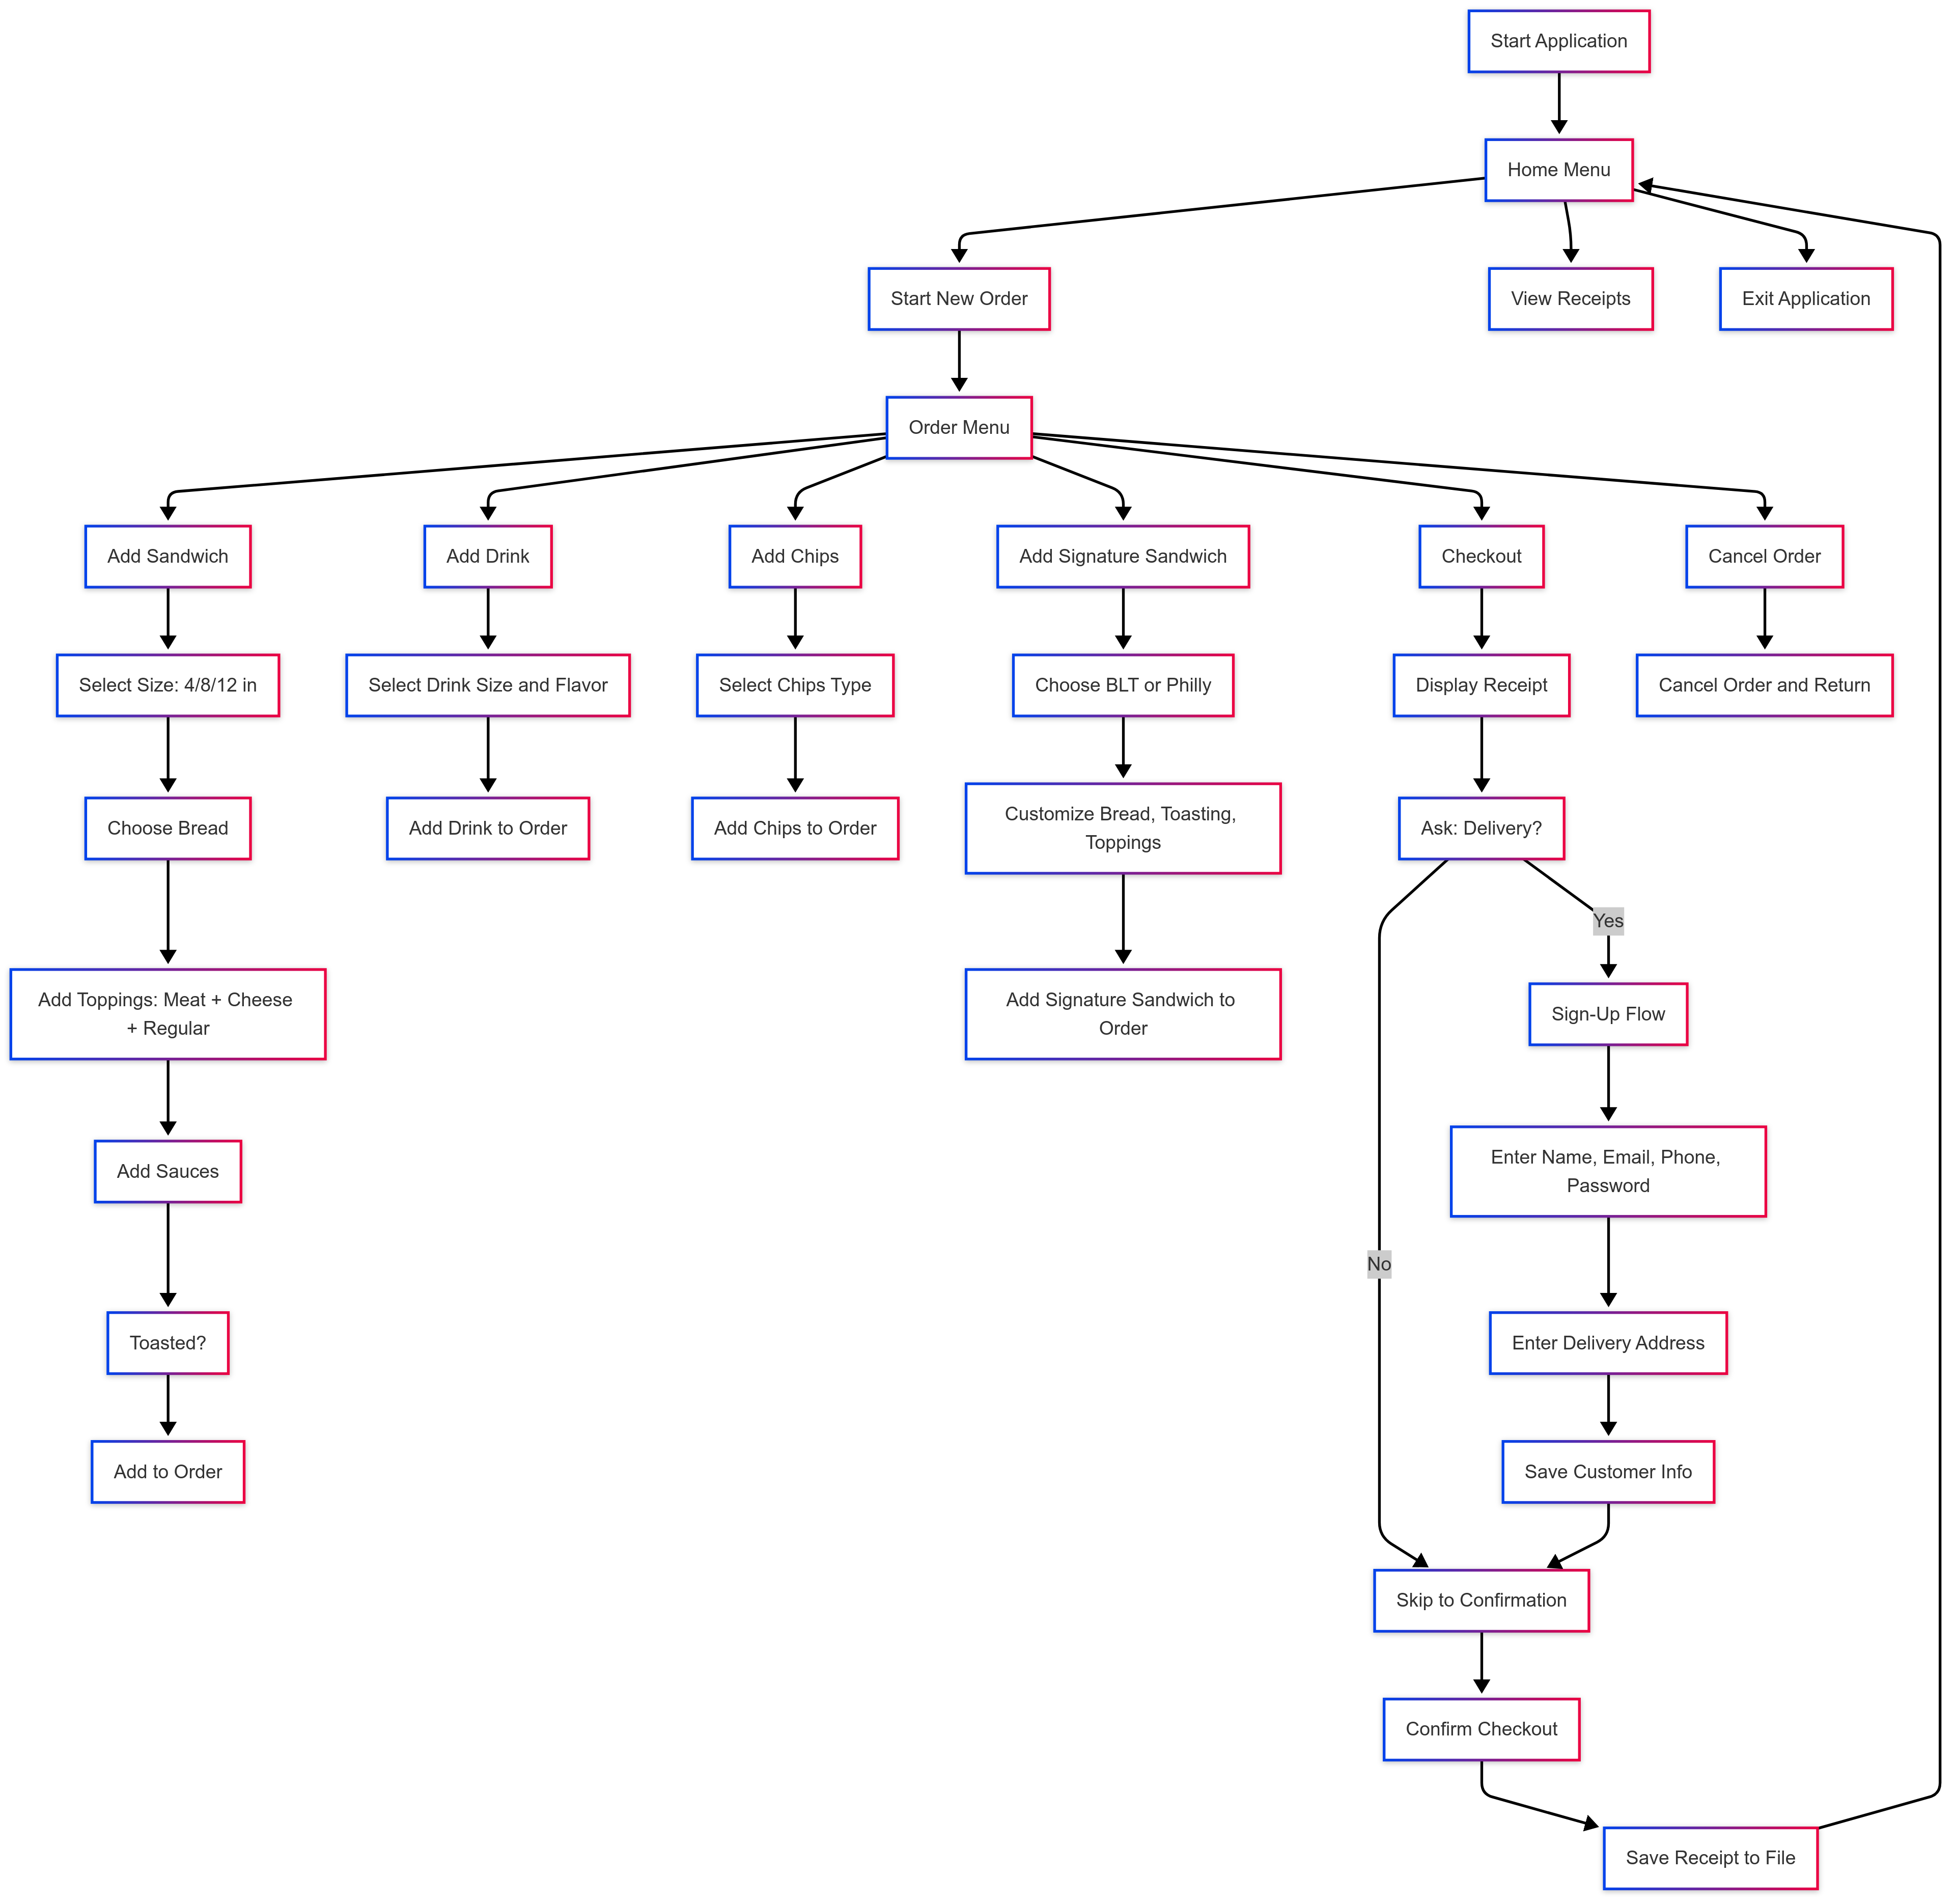 Start Application
Home Menu
Start New Order
View Receipts
Exit Application
Order Menu
Add Sandwich
Add Drink
Add Chips
Add Signature Sandwich
Checkout
Cancel Order
Select Size: 4/8/12 in
Select Drink Size and Flavor
Select Chips Type
Choose BLT or Philly
Display Receipt
Cancel Order and Return
Choose Bread
Add Drink to Order
Add Chips to Order
Customize Bread, Toasting,
Toppings
Ask: Delivery?
Yes
Add Toppings: Meat + Cheese
+ Regular
Add Signature Sandwich to
Order
Sign-Up Flow
Add Sauces
Enter Name, Email, Phone,
Password
No
Toasted?
Enter Delivery Address
Add to Order
Save Customer Info
Skip to Confirmation
Confirm Checkout
Save Receipt to File